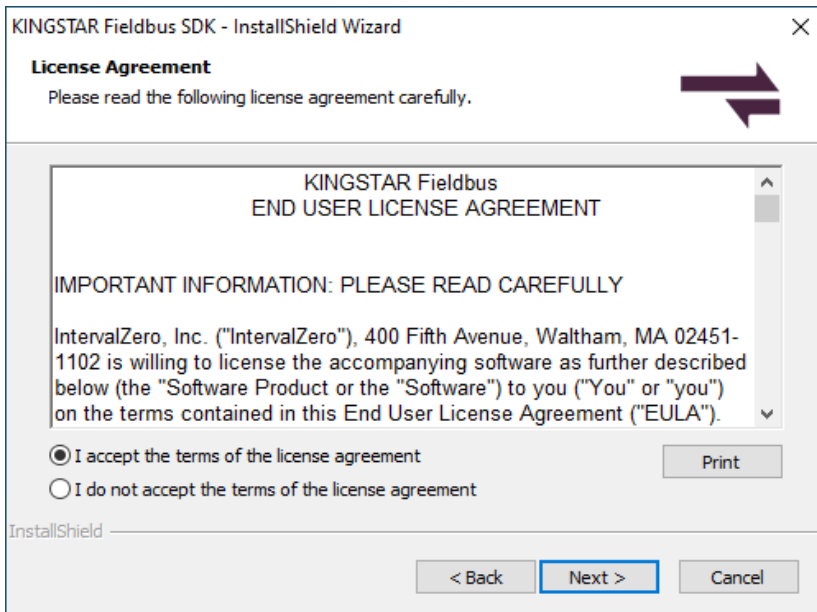 KINGSTAR Fieldbus SDK - InstallShield Wizard
License Agreement
Please read the following license agreement carefully.
KINGSTAR Fieldbus
END USER LICENSE AGREEMENT
IMPORTANT INFORMATION: PLEASE READ CAREFULLY
IntervalZero, Inc. ("IntervalZero"), 400 Fifth Avenue, Waltham, MA 02451-
1102 is willing to license the accompanying software as further described
below (the "Software Product or the "Software") to you ("You" or "you")
on the terms contained in this End User License Agreement ("EULA").
I accept the terms of the license agreement
Print
I do not accept the terms of the license agreement
InstallShield
< Back
Next >
Cancel